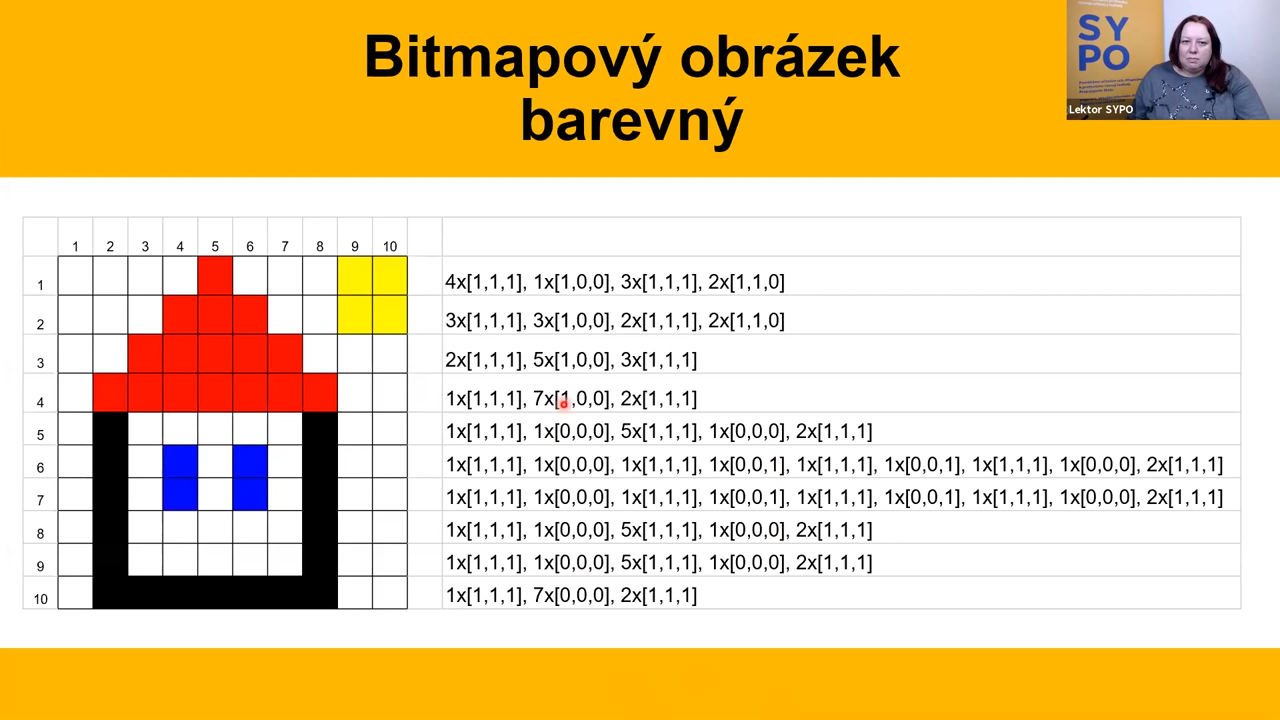 Bitmapový obrázek
barevný
SY
PO
Lektor SYPO
1 2 3 4 5 6 7 8 9 10
1 4x[1,1,1], 1x[1,0,0], 3x[1,1,1], 2x[1,1,0]
2 3x[1,1,1], 3x[1,0,0], 2x[1,1,1], 2x[1,1,0]
3 2x[1,1,1], 5x[1,0,0], 3x[1,1,1]
4 1x[1,1,1], 7x[1,0,0], 2x[1,1,1]
5 1x[1,1,1], 1x[0,0,0], 5x[1,1,1], 1x[0,0,0], 2x[1,1,1]
6 1x[1,1,1], 1x[0,0,0], 1x[1,1,1], 1x[0,0,1], 1x[1,1,1], 1x[0,0,1], 1x[1,1,1], 1x[0,0,0], 2x[1,1,1]
7 1x[1,1,1], 1x[0,0,0], 1x[1,1,1], 1x[0,0,1], 1x[1,1,1], 1x[0,0,1], 1x[1,1,1], 1x[0,0,0], 2x[1,1,1]
8 1x[1,1,1], 1x[0,0,0], 5x[1,1,1], 1x[0,0,0], 2x[1,1,1]
9 1x[1,1,1], 1x[0,0,0], 5x[1,1,1], 1x[0,0,0], 2x[1,1,1]
10 1x[1,1,1], 7x[0,0,0], 2x[1,1,1]